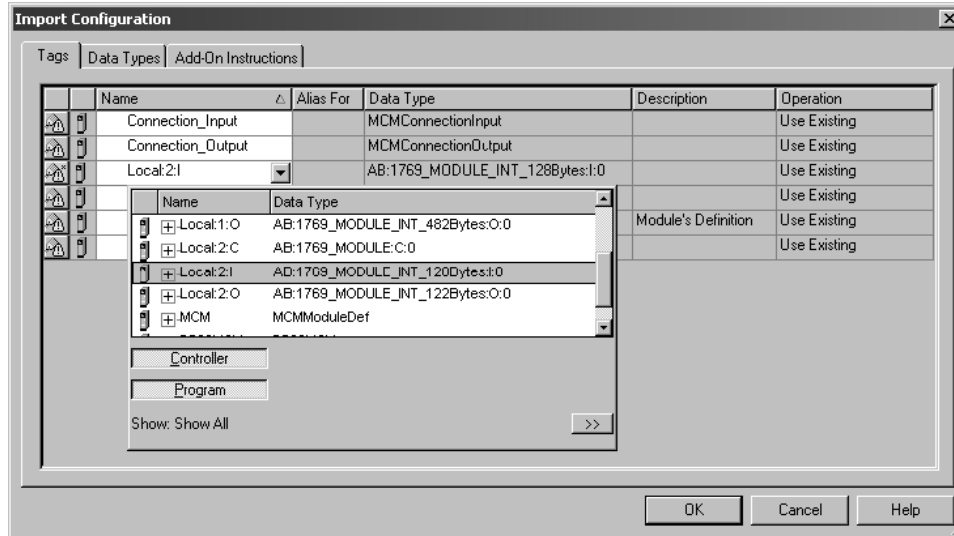 Import Configuration
Tags Data Types Add-On Instructions
Name Alias For Data Type Description Operation
Connection_Input MCMConnectionInput Use Existing
Connection_Output MCMConnectionOutput Use Existing
Local:2:I AB:1769_MODULE_INT_128Bytes:I:0 Use Existing
Use Existing
Module's Definition Use Existing
Use Existing
Name Data Type
Local:1:O AB:1769_MODULE_INT_482Bytes:O:0
Local:2:C AB:1769_MODULE:C:0
Local:2:I AD:1769_MODULE_INT_120Dytes:I:0
Local:2:O AB:1769_MODULE_INT_122Bytes:O:0
MCM MCMModuleDef
Controller
Program
Show: Show All >>
OK Cancel Help